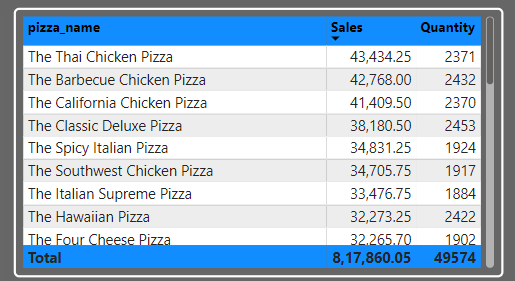 pizza_name Sales Quantity
The Thai Chicken Pizza 43,434.25 2371
The Barbecue Chicken Pizza 42,768.00 2432
The California Chicken Pizza 41,409.50 2370
The Classic Deluxe Pizza 38,180.50 2453
The Spicy Italian Pizza 34,831.25 1924
The Southwest Chicken Pizza 34,705.75 1917
The Italian Supreme Pizza 33,476.75 1884
The Hawaiian Pizza 32,273.25 2422
The Four Cheese Pizza 32,265.70 1902
Total 8,17,860.05 49574